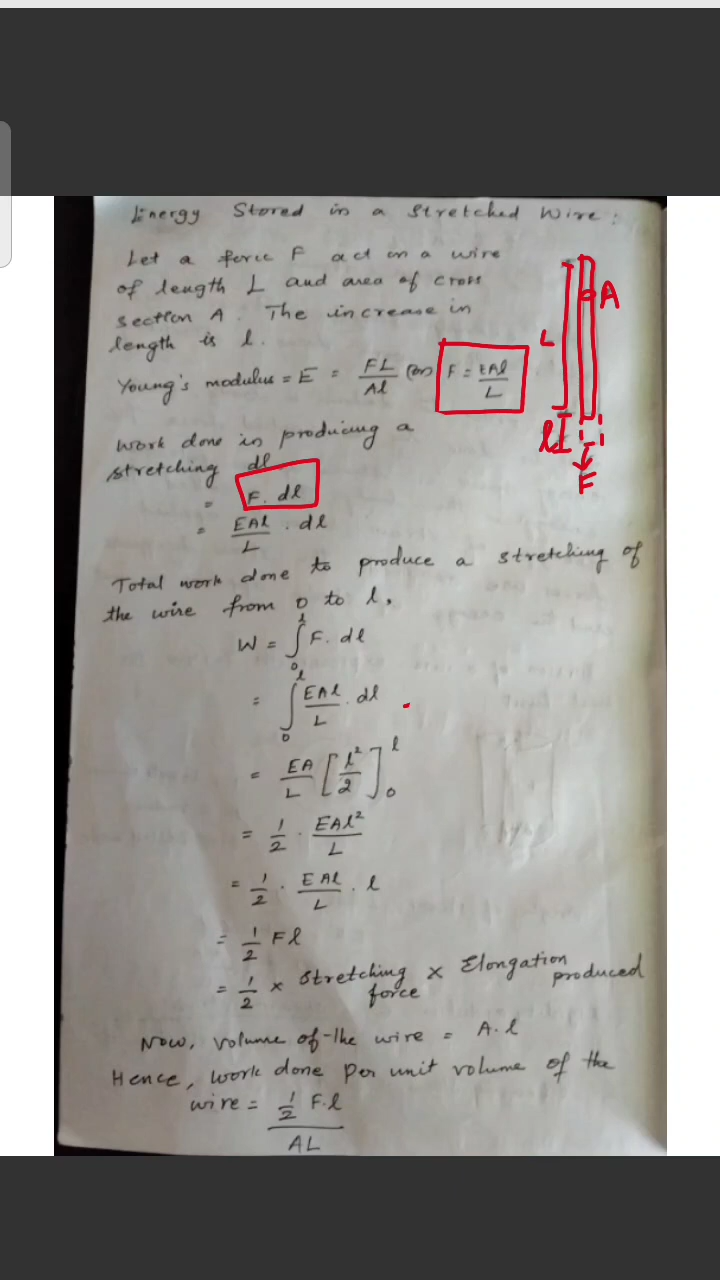 Energy Stored in a Stretched Wire:
Let a force F act on a wire
of length L and area of cross
section A. The increase in
length is l.
Young's modulus = E = FL/Al (or) F = EAl/L
Work done in producing a
stretching dl
= F. dl
= EAl/L . dl
Total work done to produce a stretching of
the wire from 0 to l,
W = ∫₀ˡ F. dl
= ∫₀ˡ EAl/L . dl
= EA/L [l²/2]₀ˡ
= 1/2 . EAl²/L
= 1/2 . EAl/L . l
= 1/2 Fl
= 1/2 × Stretching force × Elongation produced
Now, volume of the wire = A.l
Hence, work done per unit volume of the
wire = 1/2 F.l / AL
A
L
l
F